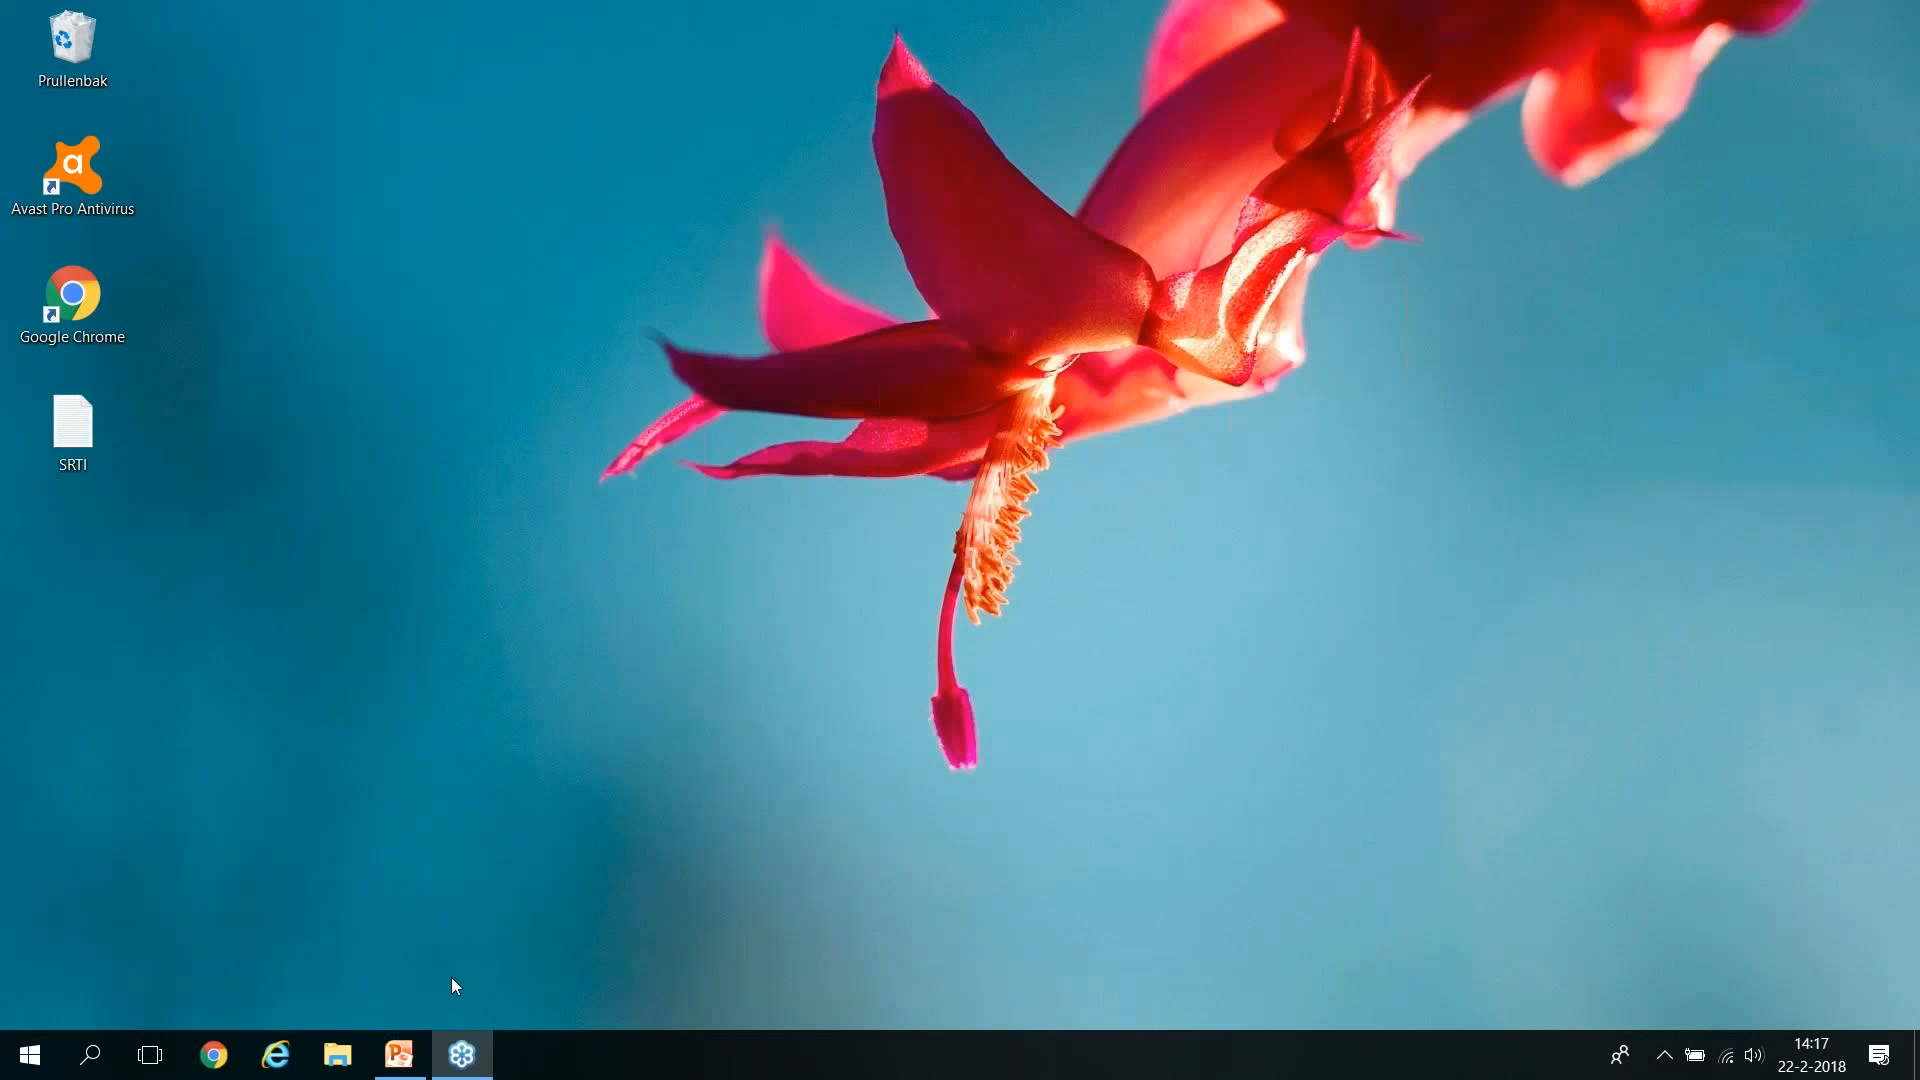 Prullenbak
Avast Pro Antivirus
Google Chrome
SRTI
14:17
22-2-2018